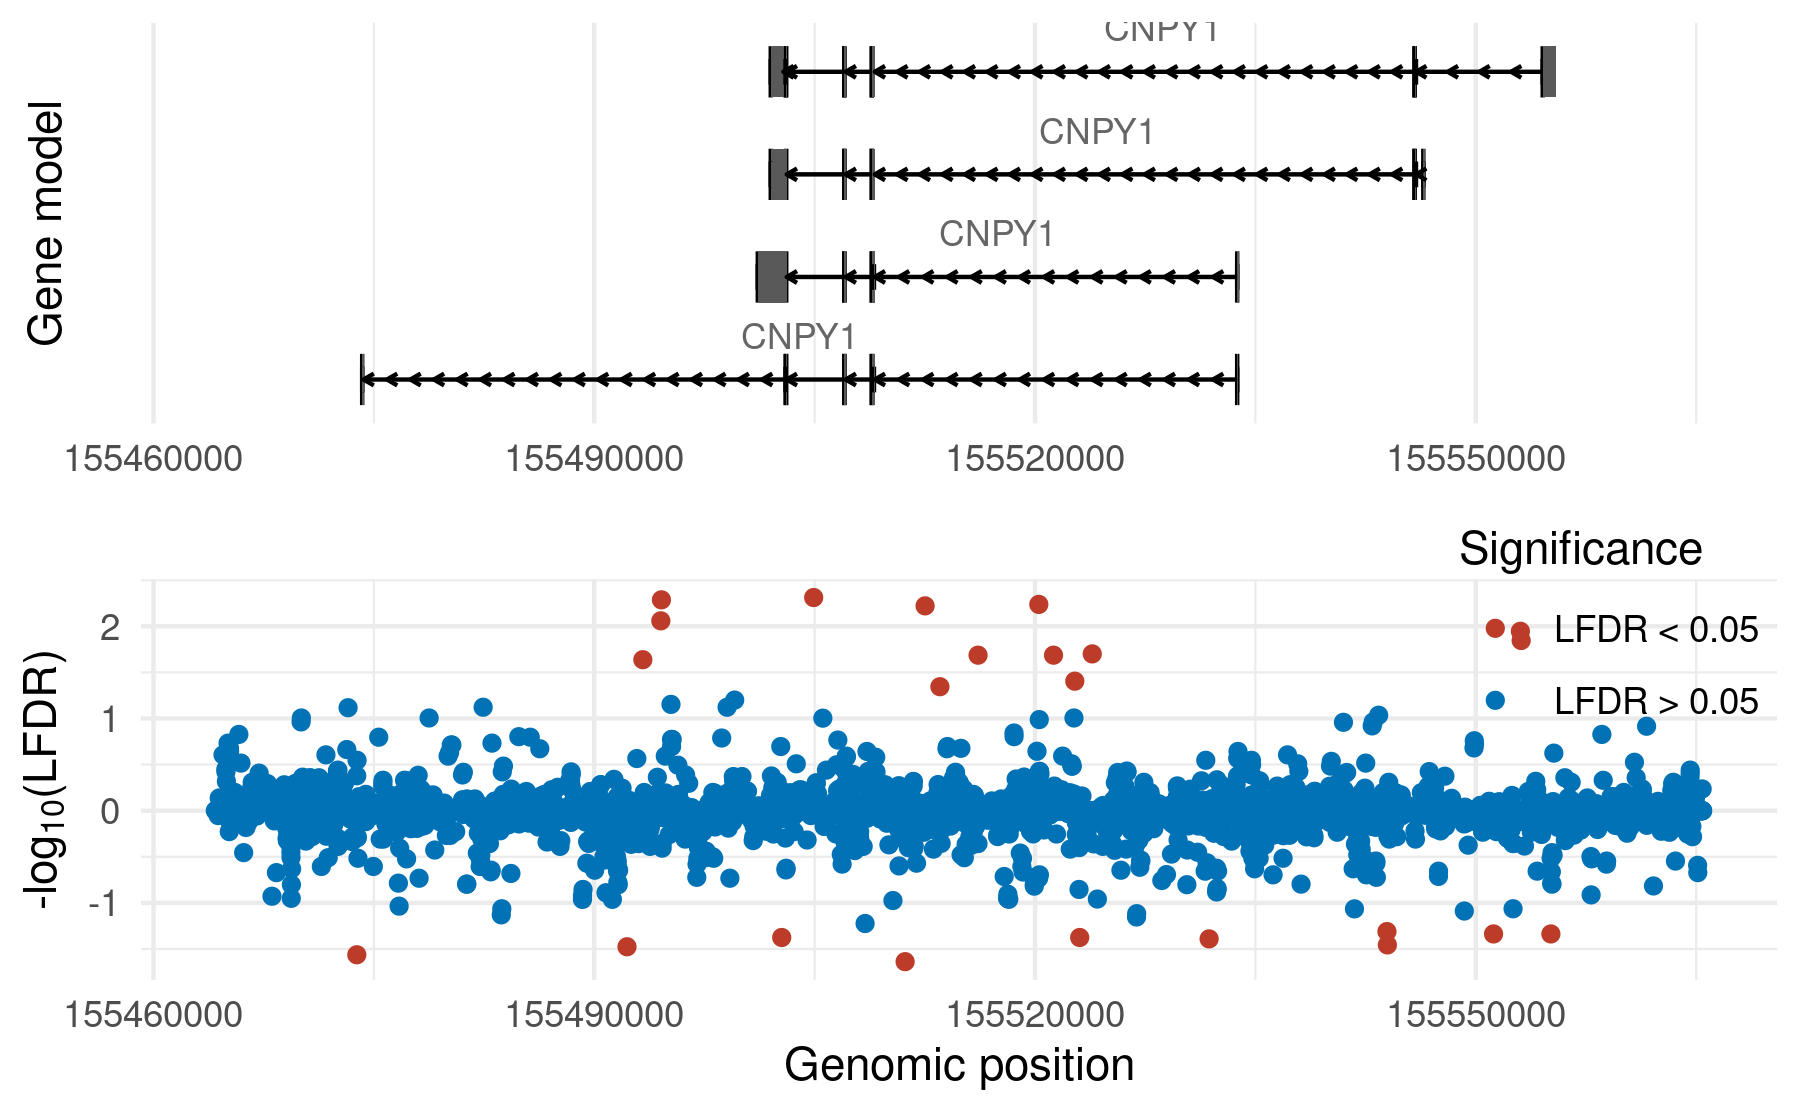 CNPY1
CNPY1
CNPY1
CNPY1
Gene model
155460000 155490000 155520000 155550000
Significance
LFDR < 0.05
LFDR > 0.05
2
1
0
-1
-log10(LFDR)
155460000 155490000 155520000 155550000
Genomic position